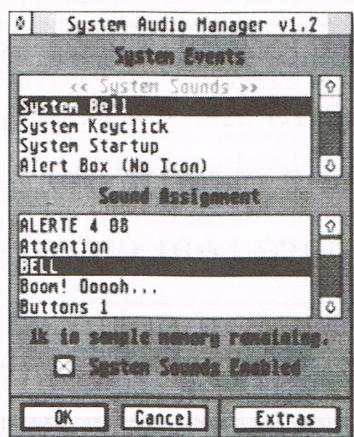 System Audio Manager v1.2
System Events
<< System Sounds >>
System Bell
System Keyclick
System Startup
Alert Box (No Icon)
Sound Assignment
ALERTE 4 BB
Attention
BELL
Boom! Ooooh...
Buttons 1
1k in sample memory remaining.
System Sounds Enabled
OK Cancel Extras